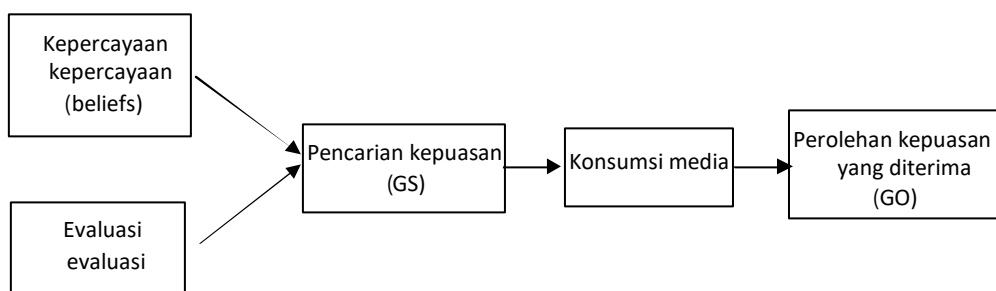 Kepercayaan
kepercayaan
(beliefs)
Evaluasi
evaluasi
Pencarian kepuasan
(GS)
Konsumsi media
Perolehan kepuasan
yang diterima
(GO)